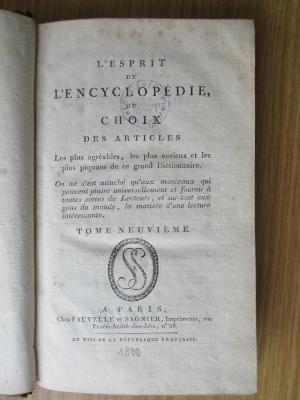 L'ESPRIT
DE
L'ENCYCLOPÉDIE,
OU
CHOIX
DES ARTICLES
Les plus agréables, les plus curieux et les
plus piquans de ce grand Dictionnaire.
On ne s'est attaché qu'aux morceaux qui
peuvent plaire universellement et fournir à
toutes sortes de Lecteurs, et sur-tout aux
gens du monde, la matière d'une lecture
intéressante.
TOME NEUVIÈME.
A PARIS,
Chez FAUVELLE et SAGNIER, Imprimeurs, rue
André-des-Arts, n°.
AN VIII DE LA RÉPUBLIQUE FRANÇAISE.
1800